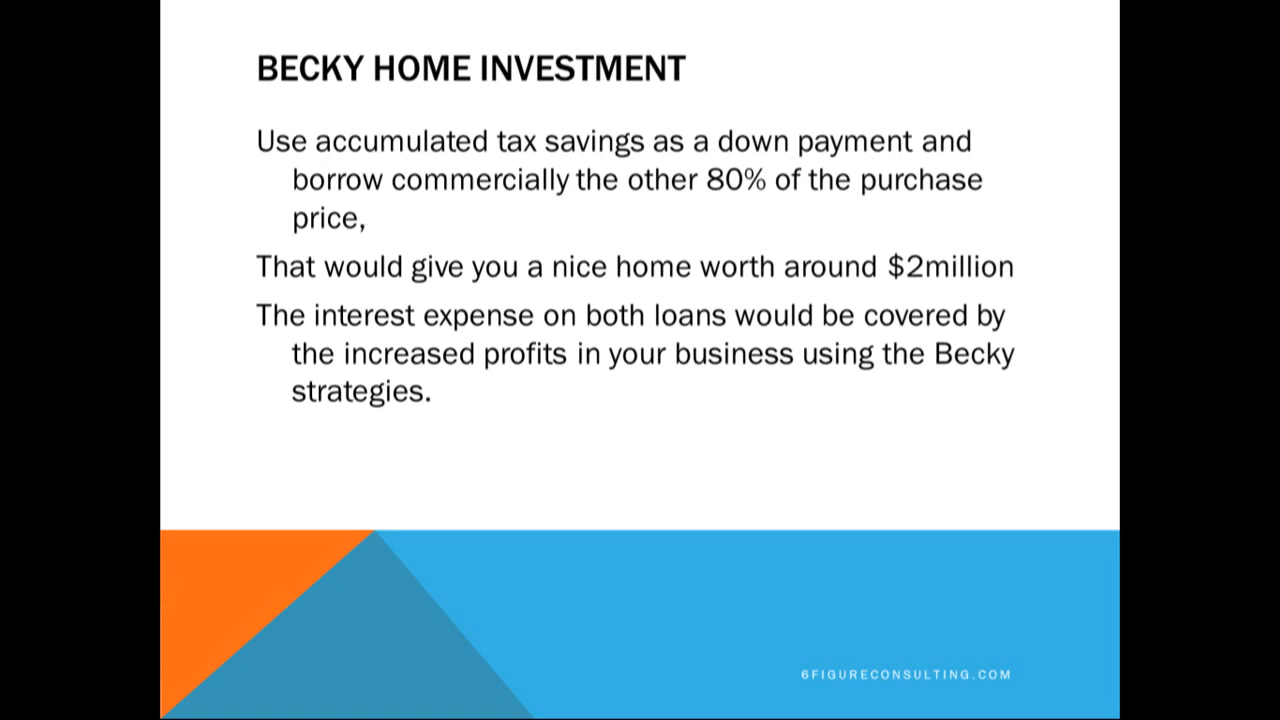 BECKY HOME INVESTMENT
Use accumulated tax savings as a down payment and
borrow commercially the other 80% of the purchase
price,
That would give you a nice home worth around $2million
The interest expense on both loans would be covered by
the increased profits in your business using the Becky
strategies.
6FIGURECONSULTING.COM